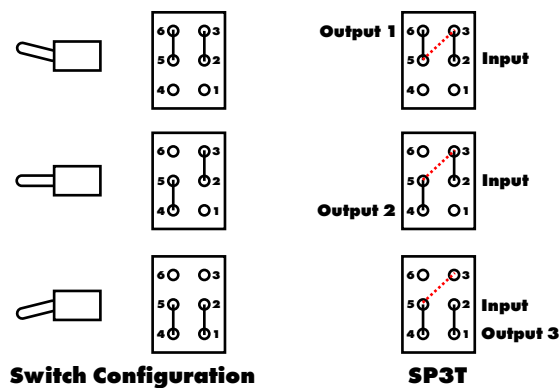 6 3 6 3
Output 1
5 2 5 2 Input
4 1 4 1
6 3 6 3
5 2 5 2 Input
4 1 Output 2 4 1
6 3 6 3
5 2 5 2 Input
4 1 4 1 Output 3
Switch Configuration SP3T